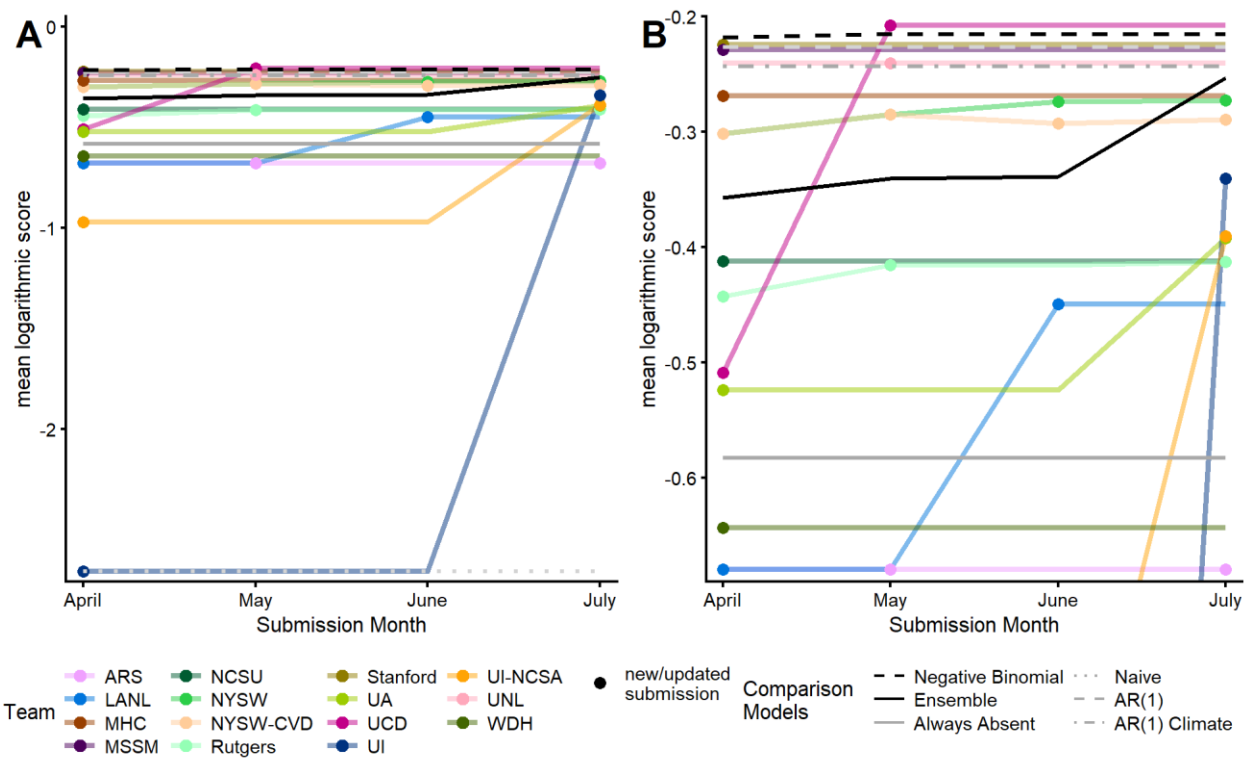 A
B
0
-1
-2
mean logarithmic score
April
May
June
July
Submission Month
-0.2
-0.3
-0.4
-0.5
-0.6
mean logarithmic score
April
May
June
July
Submission Month
Team
ARS
LANL
MHC
MSSM
NCSU
NYSW
NYSW-CVD
Rutgers
Stanford
UA
UCD
UI
UI-NCSA
UNL
WDH
new/updated
submission
Comparison
Models
Negative Binomial
Ensemble
Always Absent
Naive
AR(1)
AR(1) Climate